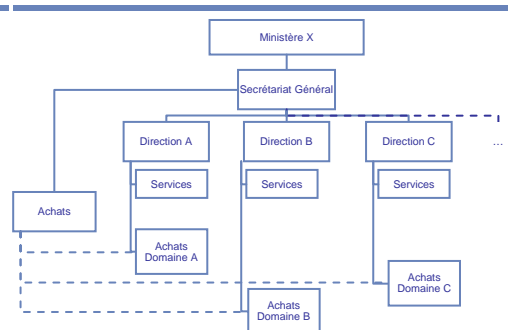 Ministère X
Secrétariat Général
Direction A
Direction B
Direction C
...
Services
Services
Services
Achats
Achats
Domaine A
Achats
Domaine C
Achats
Domaine B